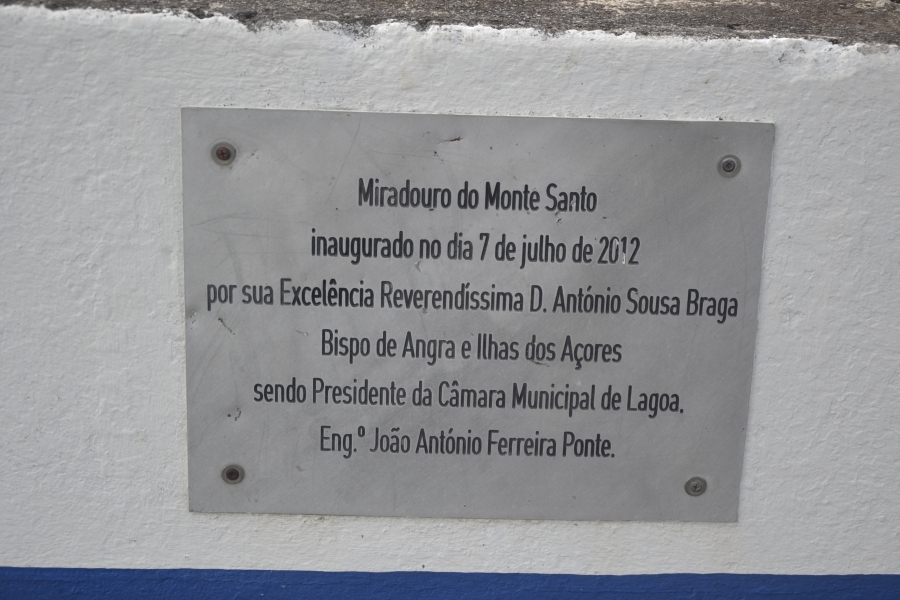 Miradouro do Monte Santo
inaugurado no dia 7 de julho de 2012
por sua Excelência Reverendíssima D. António Sousa Braga
Bispo de Angra e Ilhas dos Açores
sendo Presidente da Câmara Municipal de Lagoa,
Eng.º João António Ferreira Ponte.